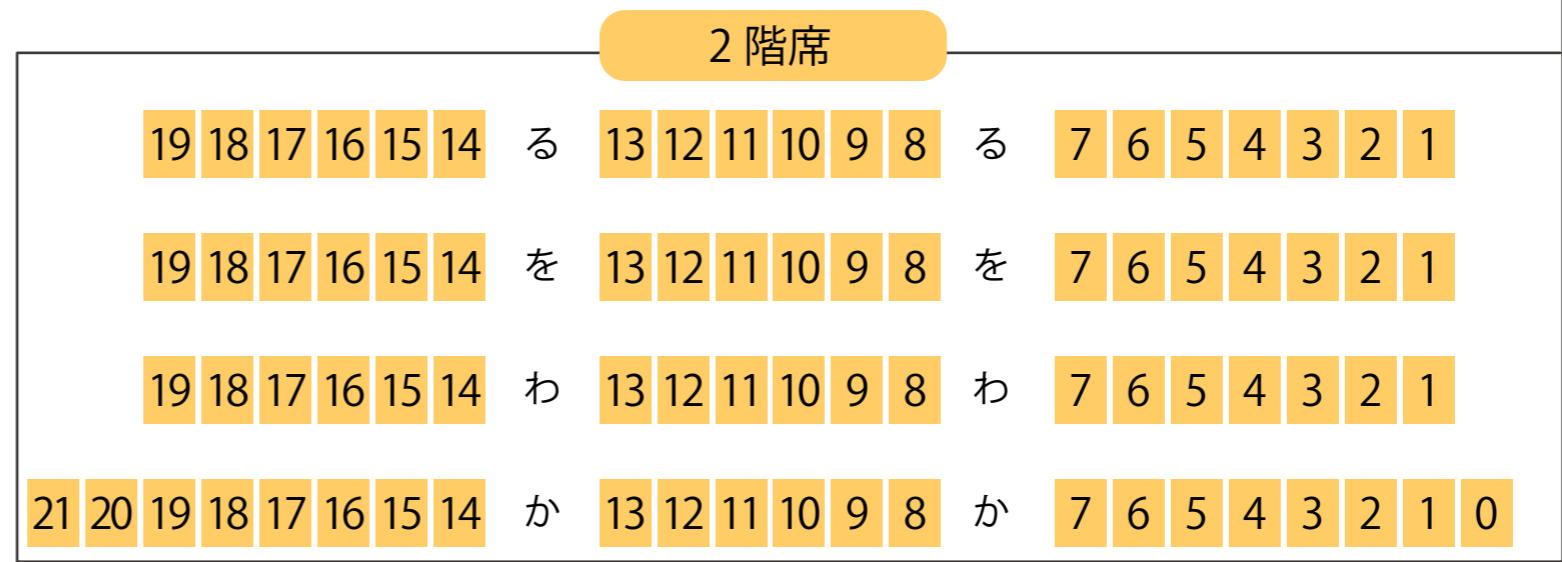 2階席
19 18 17 16 15 14 る 13 12 11 10 9 8 る 7 6 5 4 3 2 1
19 18 17 16 15 14 を 13 12 11 10 9 8 を 7 6 5 4 3 2 1
19 18 17 16 15 14 わ 13 12 11 10 9 8 わ 7 6 5 4 3 2 1
21 20 19 18 17 16 15 14 か 13 12 11 10 9 8 か 7 6 5 4 3 2 1 0